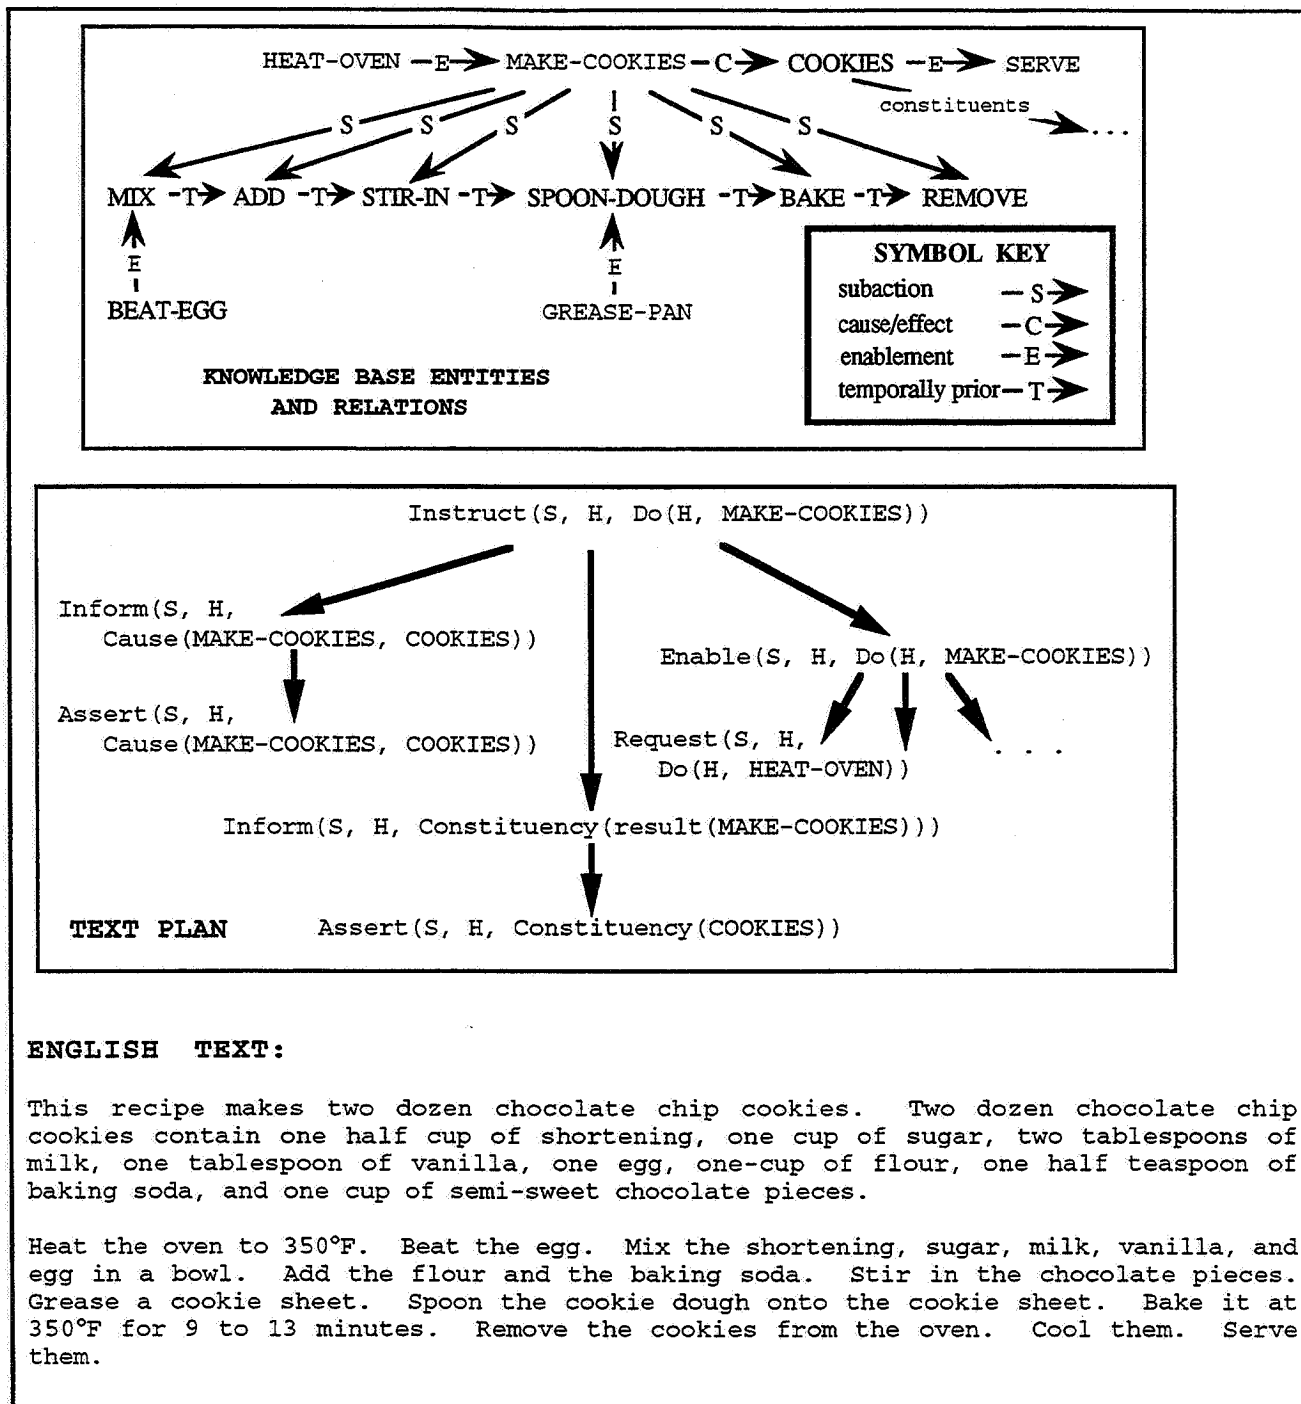 HEAT-OVEN —E→ MAKE-COOKIES —C→ COOKIES —E→ SERVE
constituents
...
S S S S S S
MIX -T→ ADD -T→ STIR-IN -T→ SPOON-DOUGH -T→ BAKE -T→ REMOVE
E E
BEAT-EGG GREASE-PAN
KNOWLEDGE BASE ENTITIES
AND RELATIONS
SYMBOL KEY
subaction —S→
cause/effect —C→
enablement —E→
temporally prior —T→
Instruct(S, H, Do(H, MAKE-COOKIES))
Inform(S, H,
Cause(MAKE-COOKIES, COOKIES))
Enable(S, H, Do(H, MAKE-COOKIES))
Assert(S, H,
Cause(MAKE-COOKIES, COOKIES))
Request(S, H,
Do(H, HEAT-OVEN))
. . .
Inform(S, H, Constituency(result(MAKE-COOKIES)))
TEXT PLAN Assert(S, H, Constituency(COOKIES))
ENGLISH TEXT:
This recipe makes two dozen chocolate chip cookies. Two dozen chocolate chip
cookies contain one half cup of shortening, one cup of sugar, two tablespoons of
milk, one tablespoon of vanilla, one egg, one-cup of flour, one half teaspoon of
baking soda, and one cup of semi-sweet chocolate pieces.
Heat the oven to 350°F. Beat the egg. Mix the shortening, sugar, milk, vanilla, and
egg in a bowl. Add the flour and the baking soda. Stir in the chocolate pieces.
Grease a cookie sheet. Spoon the cookie dough onto the cookie sheet. Bake it at
350°F for 9 to 13 minutes. Remove the cookies from the oven. Cool them. Serve
them.